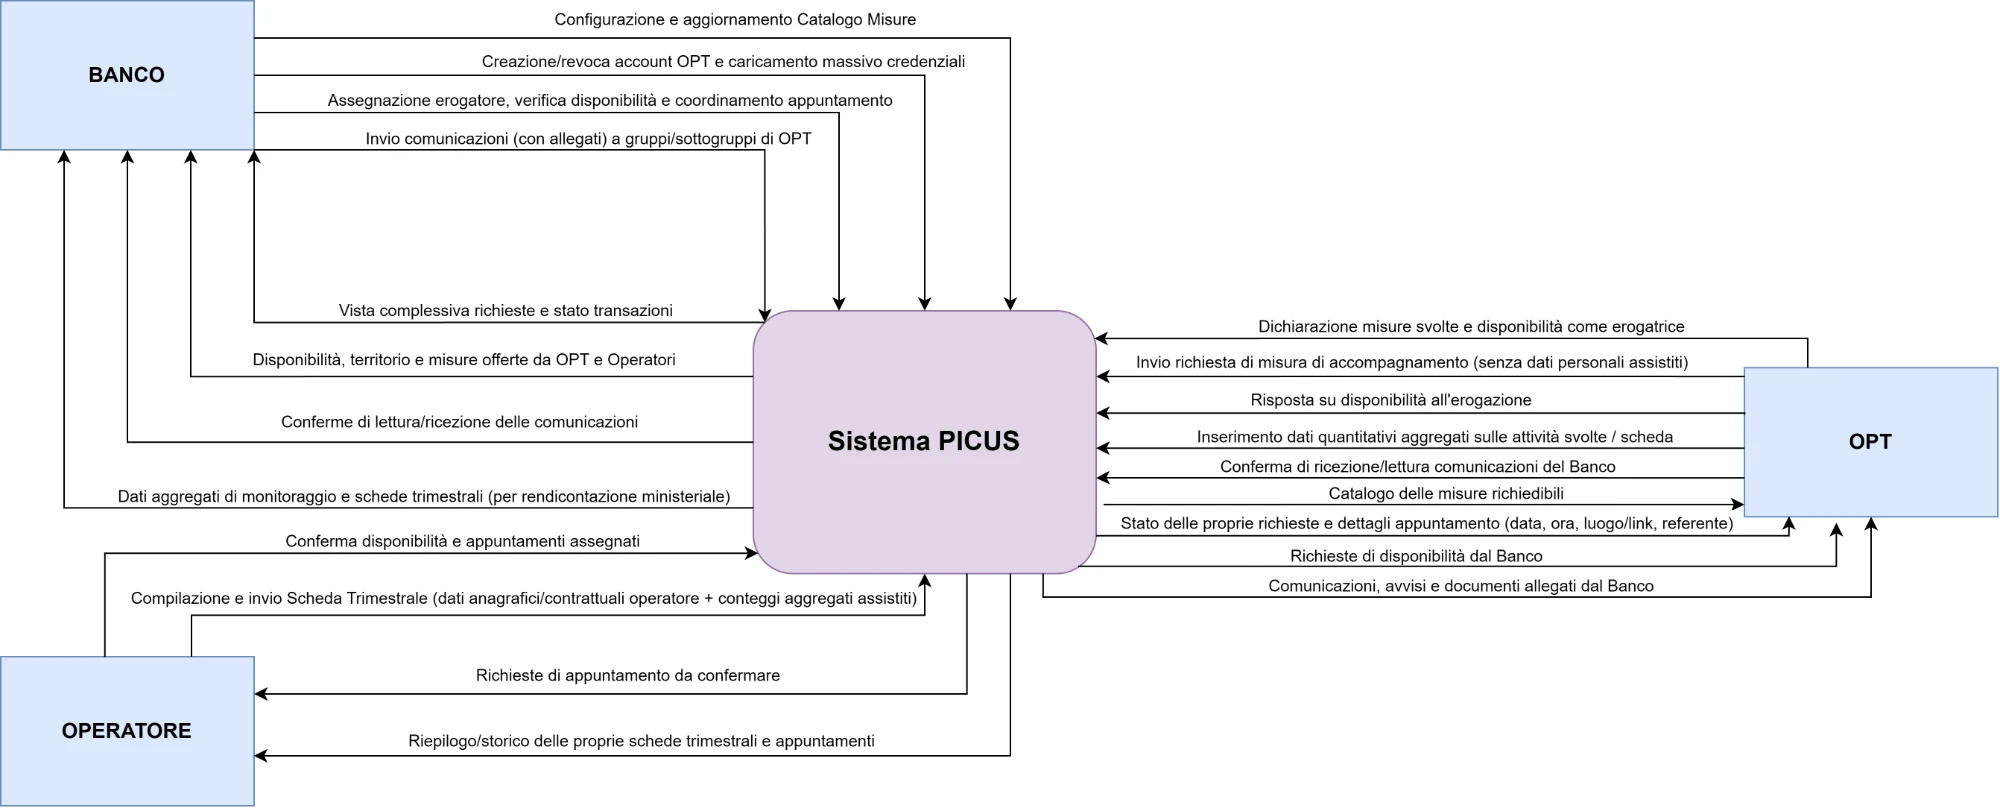 Configurazione e aggiornamento Catalogo Misure
BANCO
Creazione/revoca account OPT e caricamento massivo credenziali
Assegnazione erogatore, verifica disponibilità e coordinamento appuntamento
Invio comunicazioni (con allegati) a gruppi/sottogruppi di OPT
Vista complessiva richieste e stato transazioni
Disponibilità, territorio e misure offerte da OPT e Operatori
Conferme di lettura/ricezione delle comunicazioni
Dati aggregati di monitoraggio e schede trimestrali (per rendicontazione ministeriale)
Sistema PICUS
Dichiarazione misure svolte e disponibilità come erogatrice
Invio richiesta di misura di accompagnamento (senza dati personali assistiti)
Risposta su disponibilità all'erogazione
Inserimento dati quantitativi aggregati sulle attività svolte / scheda
Conferma di ricezione/lettura comunicazioni del Banco
Catalogo delle misure richiedibili
Stato delle proprie richieste e dettagli appuntamento (data, ora, luogo/link, referente)
Richieste di disponibilità dal Banco
Comunicazioni, avvisi e documenti allegati dal Banco
OPT
Conferma disponibilità e appuntamenti assegnati
Compilazione e invio Scheda Trimestrale (dati anagrafici/contrattuali operatore + conteggi aggregati assistiti)
Richieste di appuntamento da confermare
OPERATORE
Riepilogo/storico delle proprie schede trimestrali e appuntamenti